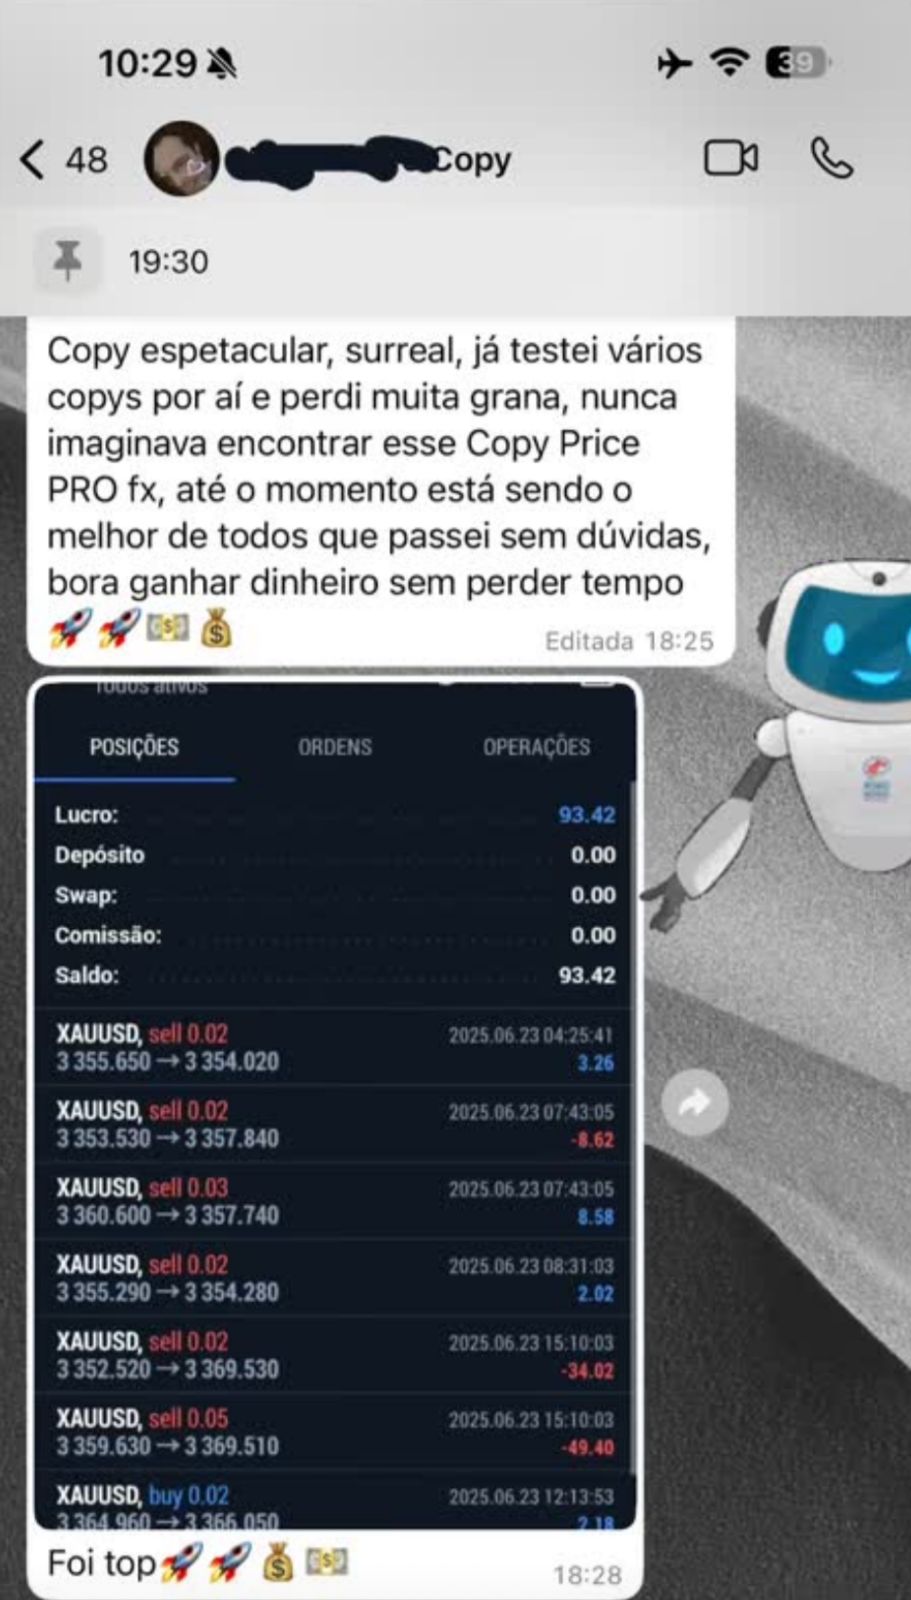 10:29
39
48
Copy
19:30
Copy espetacular, surreal, já testei vários
copys por aí e perdi muita grana, nunca
imaginava encontrar esse Copy Price
PRO fx, até o momento está sendo o
melhor de todos que passei sem dúvidas,
bora ganhar dinheiro sem perder tempo
🚀🚀💵💰
Editada 18:25
Todos ativos
POSIÇÕES ORDENS OPERAÇÕES
Lucro: 93.42
Depósito 0.00
Swap: 0.00
Comissão: 0.00
Saldo: 93.42
XAUUSD, sell 0.02 2025.06.23 04:25:41
3 355.650 → 3 354.020 3.26
XAUUSD, sell 0.02 2025.06.23 07:43:05
3 353.530 → 3 357.840 -8.62
XAUUSD, sell 0.03 2025.06.23 07:43:05
3 360.600 → 3 357.740 8.58
XAUUSD, sell 0.02 2025.06.23 08:31:03
3 355.290 → 3 354.280 2.02
XAUUSD, sell 0.02 2025.06.23 15:10:03
3 352.520 → 3 369.530 -34.02
XAUUSD, sell 0.05 2025.06.23 15:10:03
3 359.630 → 3 369.510 -49.40
XAUUSD, buy 0.02 2025.06.23 12:13:53
3 364.960 → 3 366.050 2.18
Foi top🚀🚀💰💵
18:28